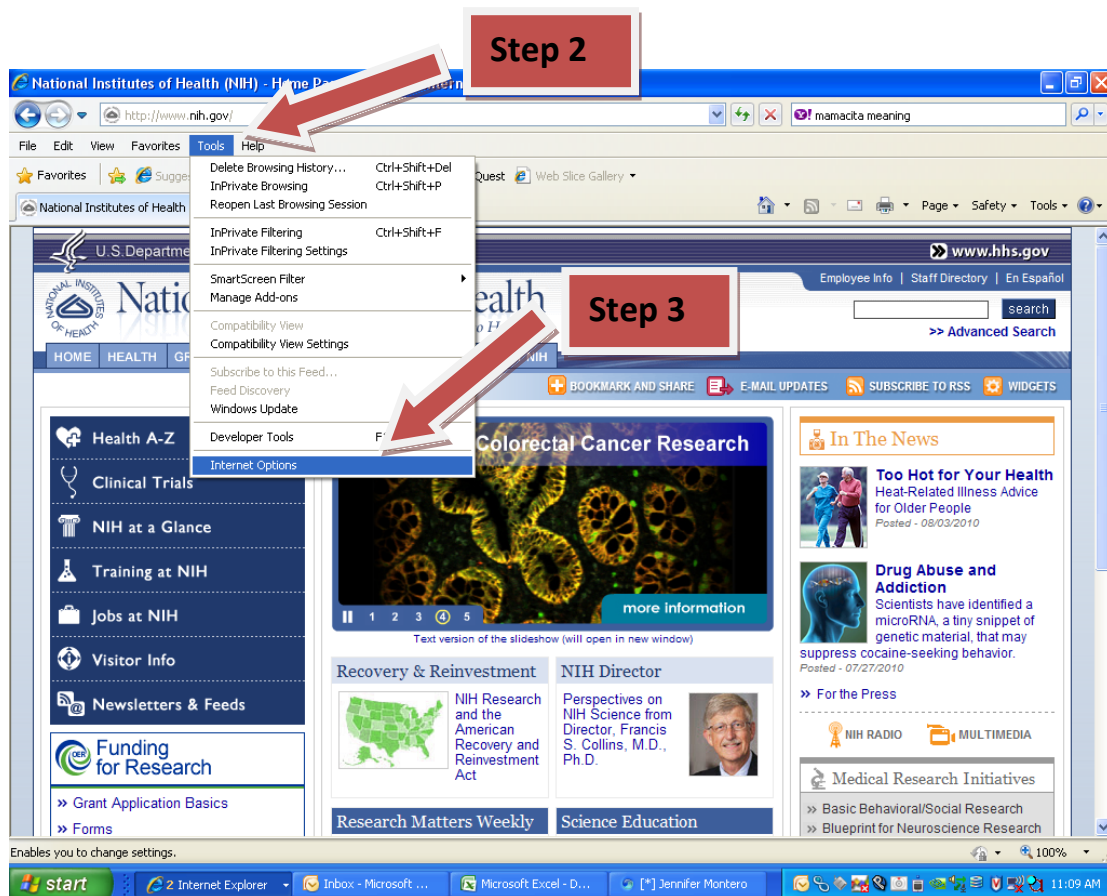 Step 2
National Institutes of Health (NIH) - Home Pa
http://www.nih.gov/
mamacita meaning
File Edit View Favorites Tools Help
Favorites Sugge Quest Web Slice Gallery
National Institutes of Health
Page Safety Tools
Delete Browsing History... Ctrl+Shift+Del
InPrivate Browsing Ctrl+Shift+P
Reopen Last Browsing Session
InPrivate Filtering Ctrl+Shift+F
InPrivate Filtering Settings
SmartScreen Filter
Manage Add-ons
Compatibility View
Compatibility View Settings
Subscribe to this Feed...
Feed Discovery
Windows Update
Developer Tools
Internet Options
Step 3
U.S.Departme
www.hhs.gov
Employee Info | Staff Directory | En Español
NATIONAL INSTITUTES OF HEALTH
Natio ealth
search
>> Advanced Search
HOME HEALTH GR NIH
BOOKMARK AND SHARE E-MAIL UPDATES SUBSCRIBE TO RSS WIDGETS
Health A-Z
Clinical Trials
NIH at a Glance
Training at NIH
Jobs at NIH
Visitor Info
Newsletters & Feeds
OER Funding
for Research
» Grant Application Basics
» Forms
Colorectal Cancer Research
more information
1 2 3 4 5
Text version of the slideshow (will open in new window)
Recovery & Reinvestment
NIH Research
and the
American
Recovery and
Reinvestment
Act
NIH Director
Perspectives on
NIH Science from
Director, Francis
S. Collins, M.D.,
Ph.D.
Research Matters Weekly
Science Education
In The News
Too Hot for Your Health
Heat-Related Illness Advice
for Older People
Posted - 08/03/2010
Drug Abuse and
Addiction
Scientists have identified a
microRNA, a tiny snippet of
genetic material, that may
suppress cocaine-seeking behavior.
Posted - 07/27/2010
» For the Press
NIH RADIO MULTIMEDIA
Medical Research Initiatives
» Basic Behavioral/Social Research
» Blueprint for Neuroscience Research
Enables you to change settings.
100%
start
2 Internet Explorer
Inbox - Microsoft ...
Microsoft Excel - D...
[*] Jennifer Montero
11:09 AM